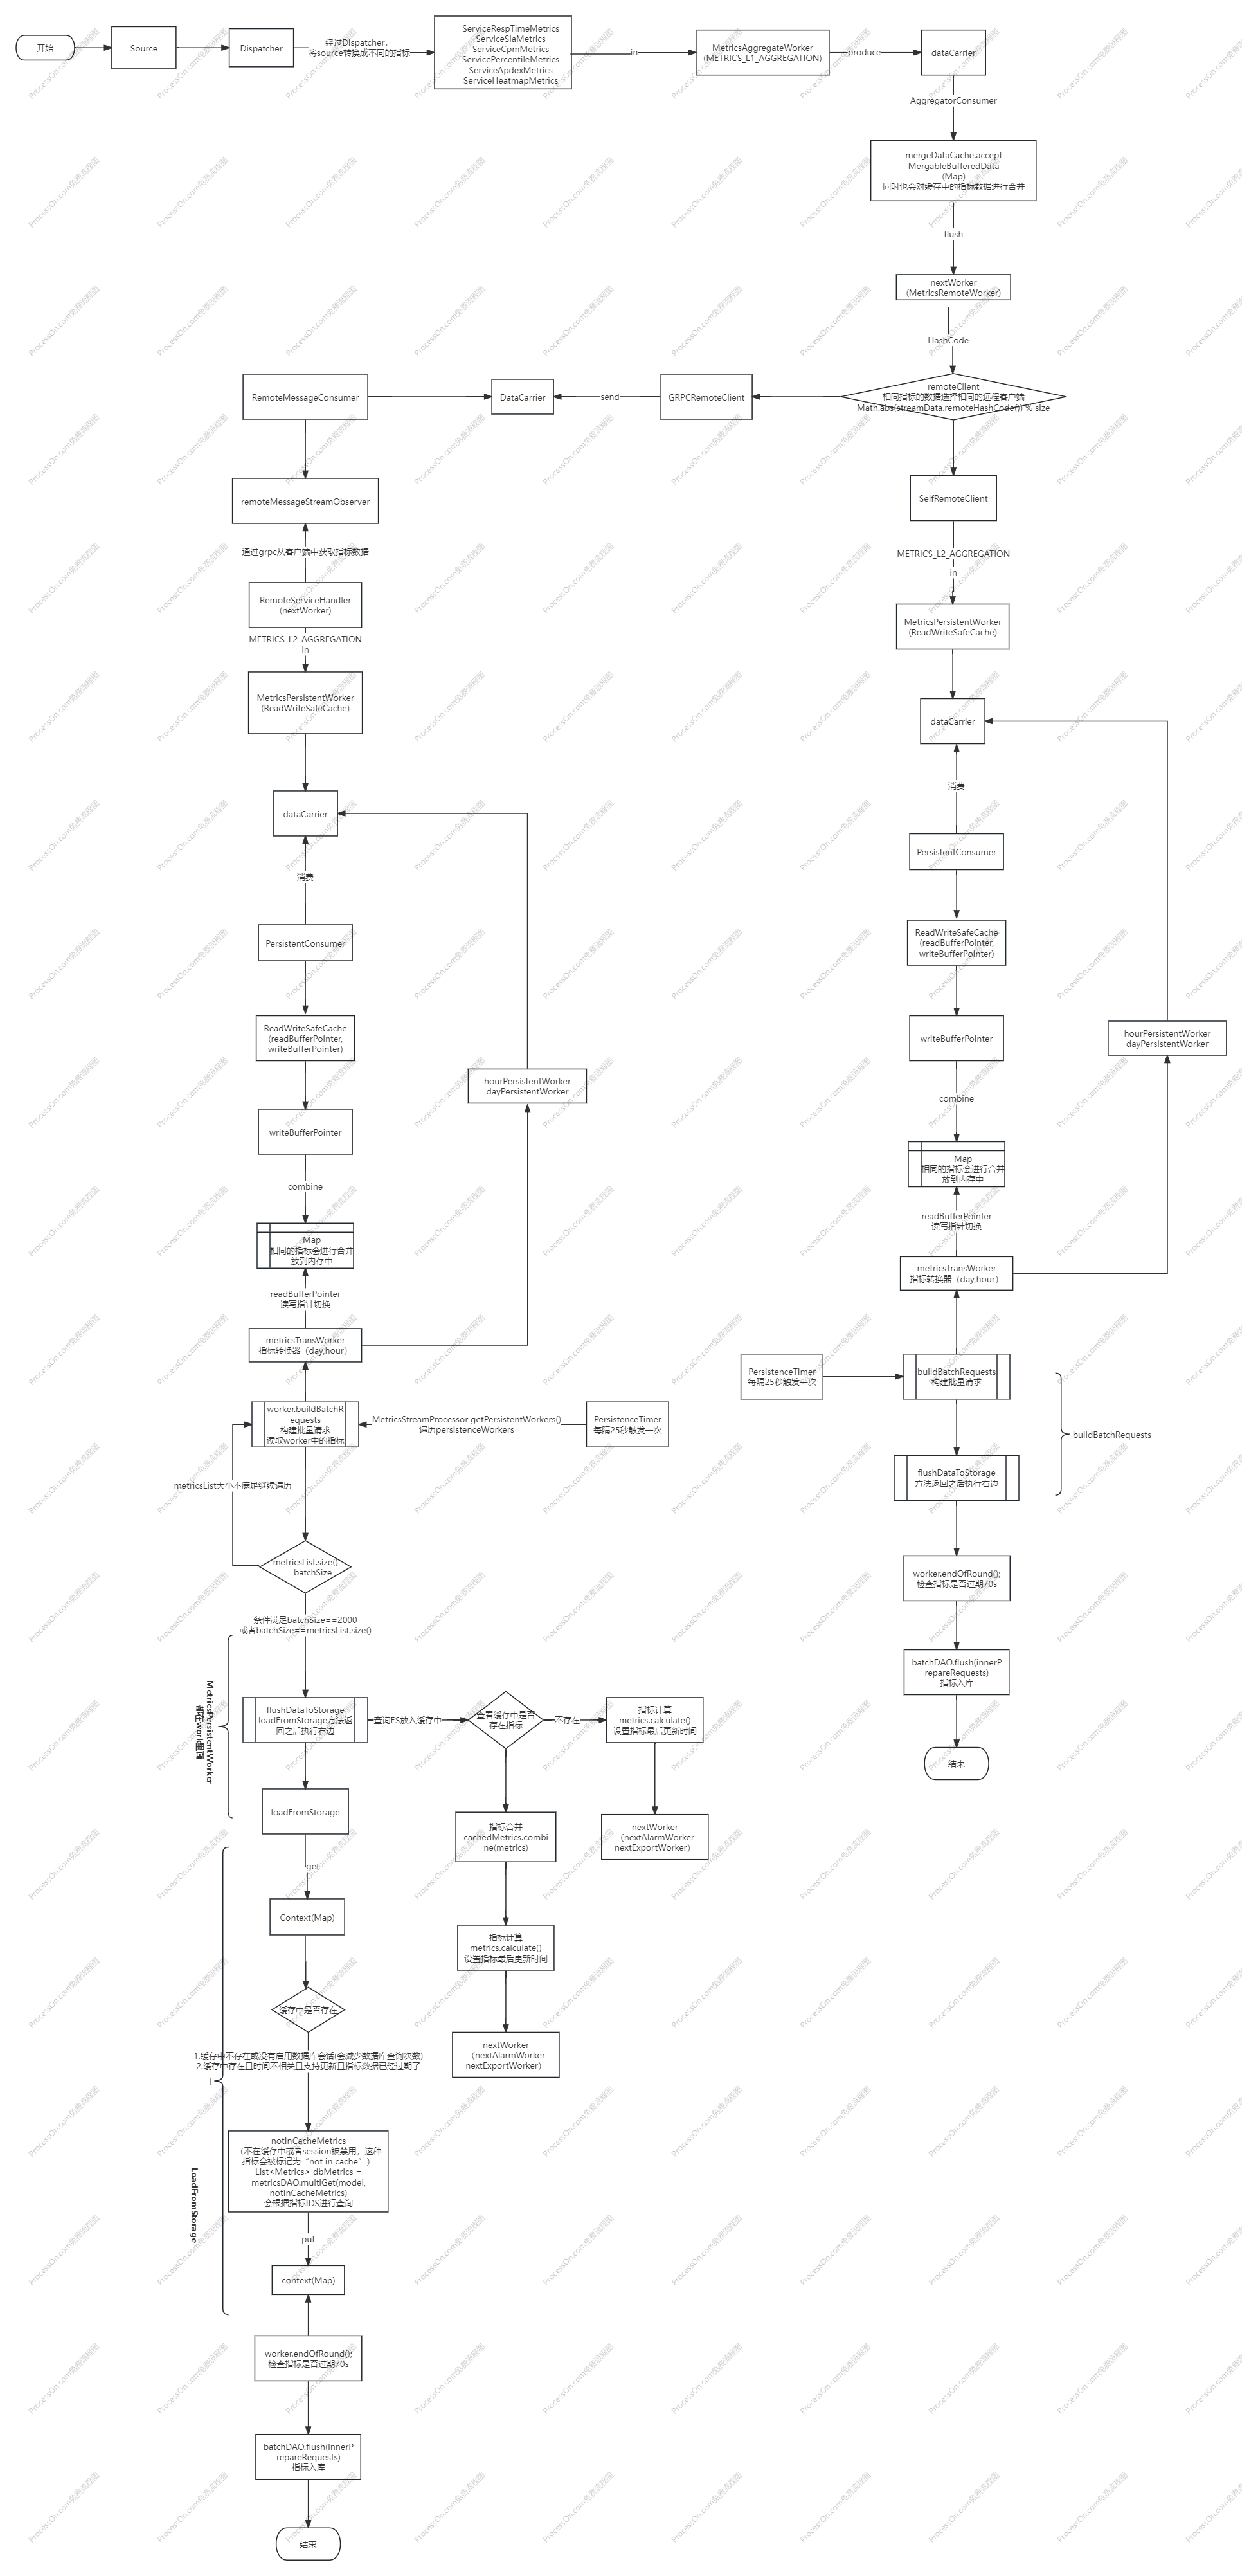 开始
Source
Dispatcher
经过Dispatcher,
将source转换成不同的指标
ServiceRespTimeMetrics
ServiceSlaMetrics
ServiceCpmMetrics
ServicePercentileMetrics
ServiceApdexMetrics
ServiceHeatmapMetrics
in
MetricsAggregateWorker
(METRICS_L1_AGGREGATION)
produce
dataCarrier
AggregatorConsumer
mergeDataCache.accept
MergableBufferedData
(Map)
同时也会对缓存中的指标数据进行合并
flush
nextWorker
(MetricsRemoteWorker)
HashCode
remoteClient
相同指标的数据选择相同的远程客户端
Math.abs(streamData.remoteHashCode()) % size
GRPCRemoteClient
send
DataCarrier
RemoteMessageConsumer
remoteMessageStreamObserver
通过grpc从客户端中获取指标数据
RemoteServiceHandler
(nextWorker)
METRICS_L2_AGGREGATION
in
MetricsPersistentWorker
(ReadWriteSafeCache)
dataCarrier
消费
PersistentConsumer
ReadWriteSafeCache
(readBufferPointer,
writeBufferPointer)
writeBufferPointer
combine
Map
相同的指标会进行合并
放到内存中
readBufferPointer
读写指针切换
metricsTransWorker
指标转换器（day,hour）
hourPersistentWorker
dayPersistentWorker
worker.buildBatchR
equests
构建批量请求
读取worker中的指标
MetricsStreamProcessor getPersistentWorkers()
遍历persistenceWorkers
PersistenceTimer
每隔25秒触发一次
metricsList大小不满足继续遍历
metricsList.size()
== batchSize
条件满足batchSize==2000
或者batchSize==metricsList.size()
MetricsPersistentWorker
都在work里面
flushDataToStorage
loadFromStorage方法返
回之后执行右边
查询ES放入缓存中
查看缓存中是否
存在指标
不存在
指标计算
metrics.calculate()
设置指标最后更新时间
nextWorker
（nextAlarmWorker
nextExportWorker）
指标合并
cachedMetrics.combi
ne(metrics)
指标计算
metrics.calculate()
设置指标最后更新时间
nextWorker
（nextAlarmWorker
nextExportWorker）
loadFromStorage
get
Context(Map)
缓存中是否存在
1.缓存中不存在或没有启用数据库会话(会减少数据库查询次数)
2.缓存中存在且时间不相关且支持更新且指标数据已经过期了
l
LoadFromStorage
notInCacheMetrics
（不在缓存中或者session被禁用，这种
指标会被标记为“not in cache”）
List<Metrics> dbMetrics =
metricsDAO.multiGet(model,
notInCacheMetrics)
会根据指标IDS进行查询
put
context(Map)
worker.endOfRound();
检查指标是否过期70s
batchDAO.flush(innerP
repareRequests)
指标入库
结束
SelfRemoteClient
METRICS_L2_AGGREGATION
in
MetricsPersistentWorker
(ReadWriteSafeCache)
dataCarrier
消费
PersistentConsumer
ReadWriteSafeCache
(readBufferPointer,
writeBufferPointer)
writeBufferPointer
combine
Map
相同的指标会进行合并
放到内存中
readBufferPointer
读写指针切换
metricsTransWorker
指标转换器（day,hour）
hourPersistentWorker
dayPersistentWorker
PersistenceTimer
每隔25秒触发一次
buildBatchRequests
构建批量请求
buildBatchRequests
flushDataToStorage
方法返回之后执行右边
worker.endOfRound();
检查指标是否过期70s
batchDAO.flush(innerP
repareRequests)
指标入库
结束
ProcessOn.com免费流程图